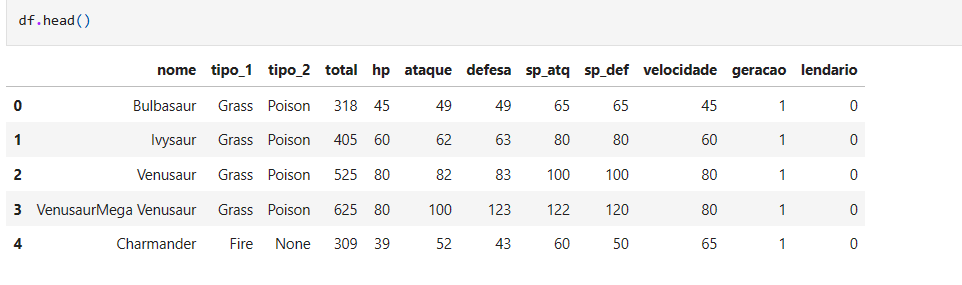 df.head()
nome tipo_1 tipo_2 total hp ataque defesa sp_atq sp_def velocidade geracao lendario
0 Bulbasaur Grass Poison 318 45 49 49 65 65 45 1 0
1 Ivysaur Grass Poison 405 60 62 63 80 80 60 1 0
2 Venusaur Grass Poison 525 80 82 83 100 100 80 1 0
3 VenusaurMega Venusaur Grass Poison 625 80 100 123 122 120 80 1 0
4 Charmander Fire None 309 39 52 43 60 50 65 1 0